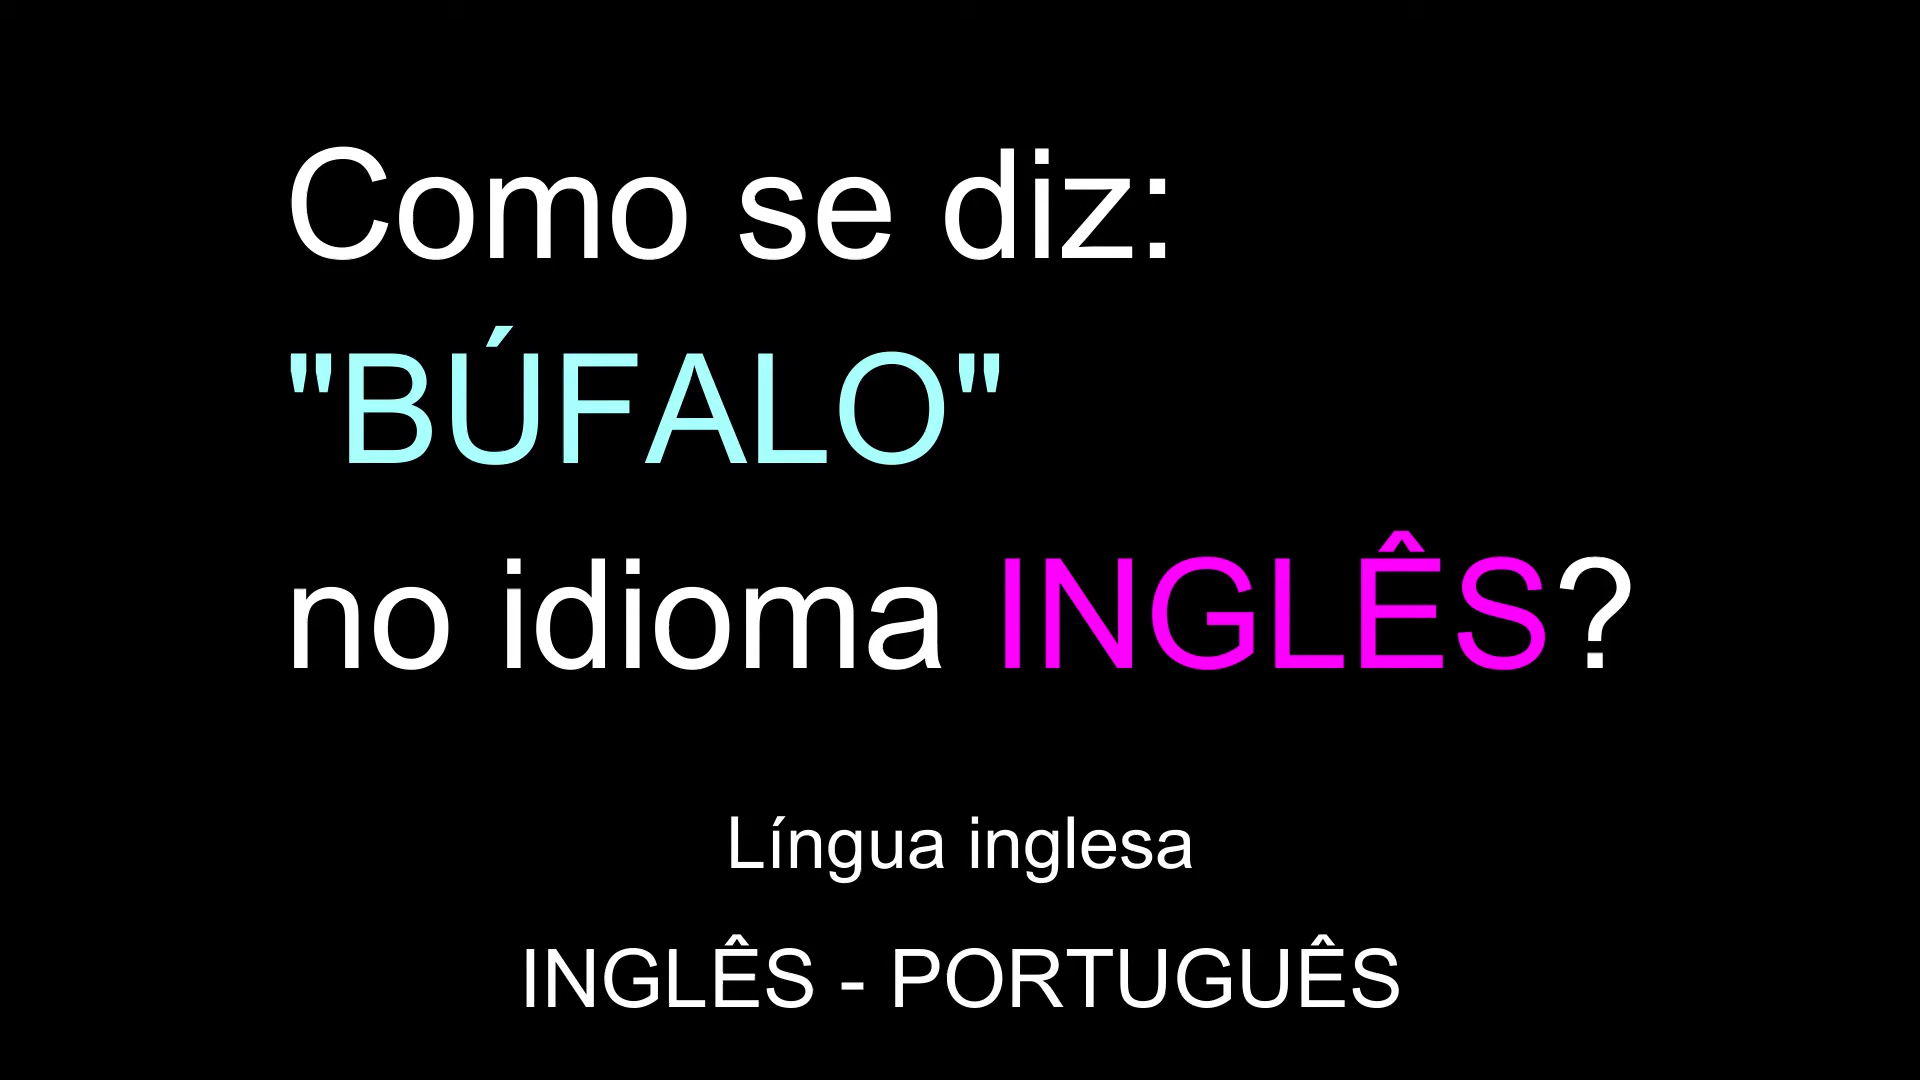 Como se diz:
"BÚFALO"
no idioma INGLÊS?
Língua inglesa
INGLÊS - PORTUGUÊS